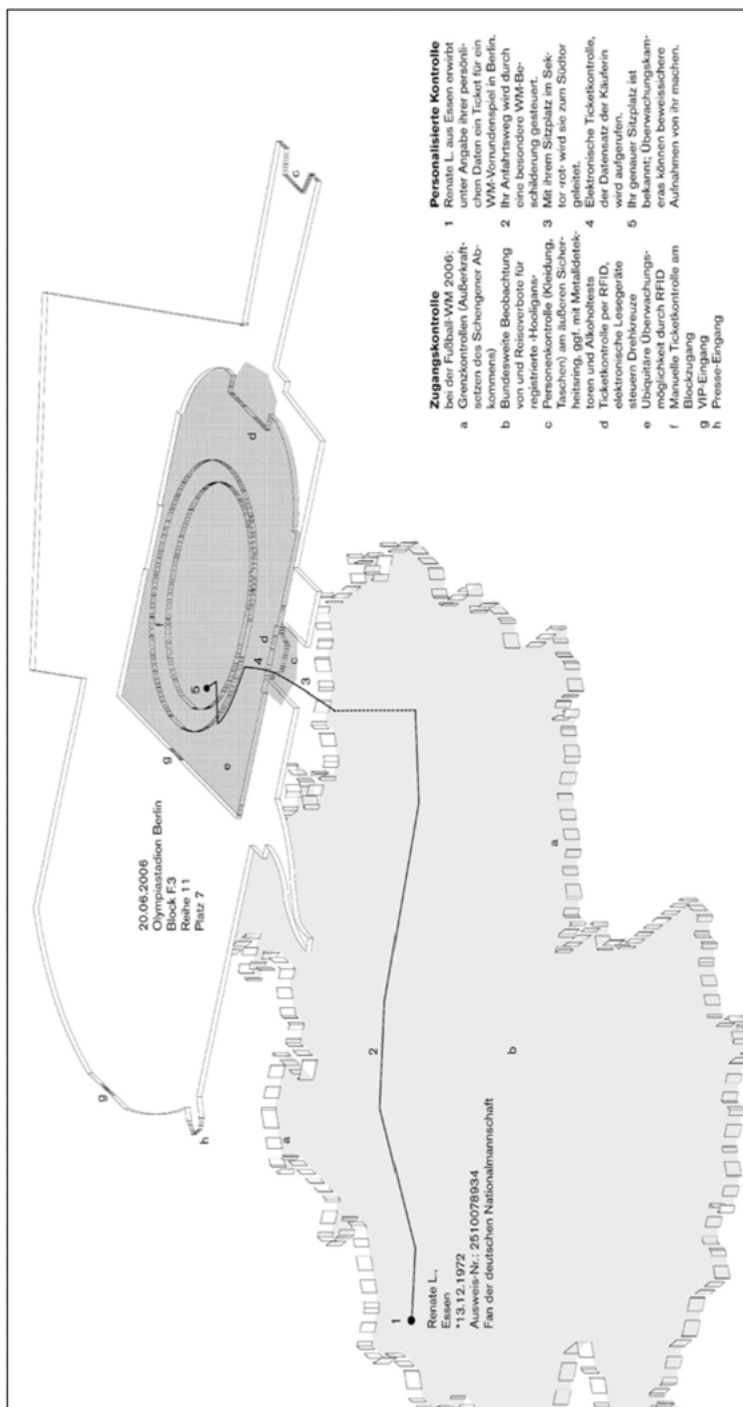 20.06.2006
Olympiastadion Berlin
Block F.3
Reihe 11
Platz 7
g
h
a
g
e
f
5
4
d
c
3
d
c
2
b
a
1
Renate L.,
Essen
*13.12.1972
Ausweis-Nr.: 2510078934
Fan der deutschen Nationalmannschaft
Zugangskontrolle
bei der Fußball-WM 2006:
a Grenzkontrollen (Außerkraft-
setzen des Schengener Ab-
kommens)
b Bundesweite Beobachtung
von und Reiseverbote für
registrierte ›Hooligans‹
c Personenkontrolle (Kleidung,
Taschen) am äußeren Sicher-
heitsring, ggf. mit Metalldetek-
toren und Alkoholtests
d Ticketkontrolle per RFID,
elektronische Lesegeräte
steuern Drehkreuze
e Ubiquitäre Überwachungs-
möglichkeit durch RFID
f Manuelle Ticketkontrolle am
Blockzugang
g VIP-Eingang
h Presse-Eingang
Personalisierte Kontrolle
1 Renate L. aus Essen erwirbt
unter Angabe ihrer persönli-
chen Daten ein Ticket für ein
WM-Vorrundenspiel in Berlin.
2 Ihr Anfahrtsweg wird durch
eine besondere WM-Be-
schilderung gesteuert.
3 Mit ihrem Sitzplatz im Sek-
tor ›rot‹ wird sie zum Südtor
geleitet.
4 Elektronische Ticketkontrolle,
der Datensatz der Käuferin
wird aufgerufen.
5 Ihr genauer Sitzplatz ist
bekannt; Überwachungskam-
eras können beweissichere
Aufnahmen von ihr machen.